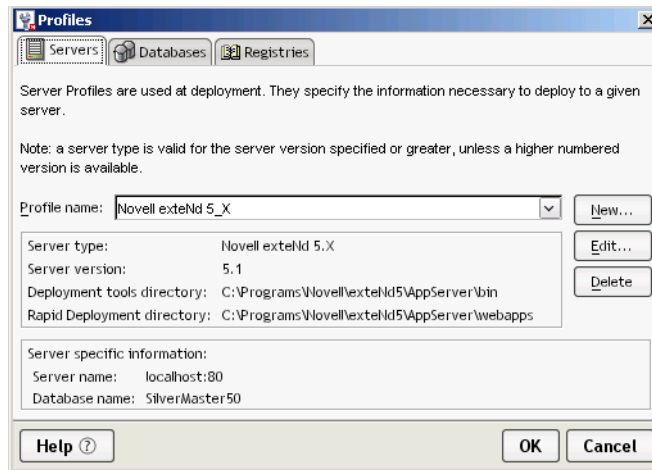 Profiles
Servers Databases Registries
Server Profiles are used at deployment. They specify the information necessary to deploy to a given
server.
Note: a server type is valid for the server version specified or greater, unless a higher numbered
version is available.
Profile name: Novell exteNd 5_X New...
Server type: Novell exteNd 5.X Edit...
Server version: 5.1
Deployment tools directory: C:\Programs\Novell\exteNd5\AppServer\bin Delete
Rapid Deployment directory: C:\Programs\Novell\exteNd5\AppServer\webapps
Server specific information:
Server name: localhost:80
Database name: SilverMaster50
Help ? OK Cancel